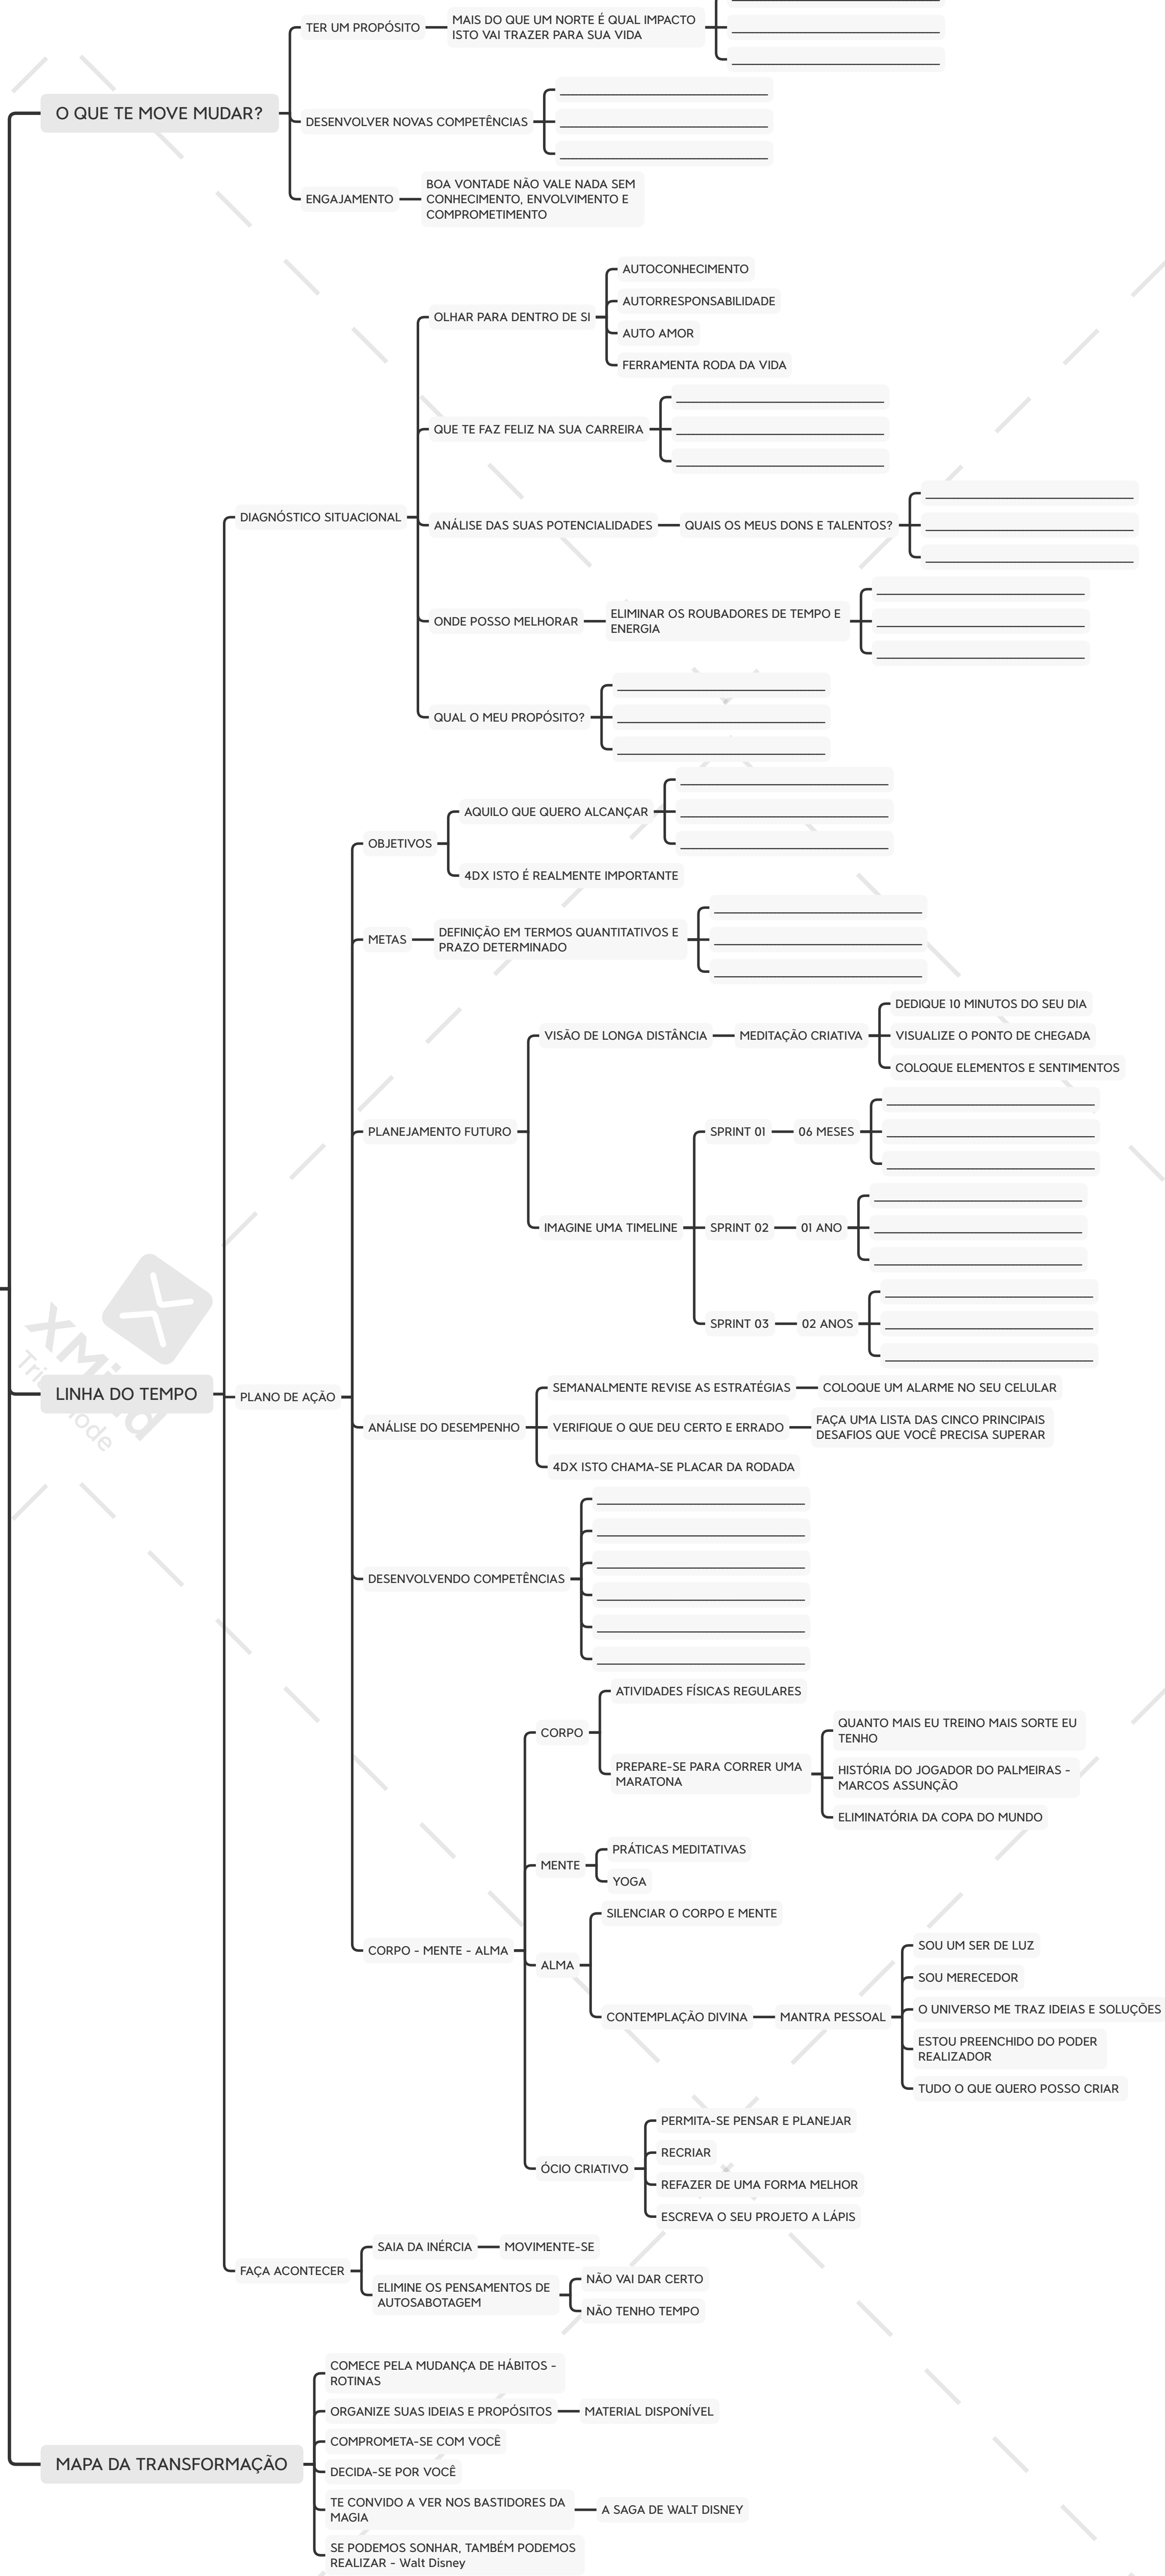 O QUE TE MOVE MUDAR?
TER UM PROPÓSITO
MAIS DO QUE UM NORTE É QUAL IMPACTO
ISTO VAI TRAZER PARA SUA VIDA
DESENVOLVER NOVAS COMPETÊNCIAS
ENGAJAMENTO
BOA VONTADE NÃO VALE NADA SEM
CONHECIMENTO, ENVOLVIMENTO E
COMPROMETIMENTO
LINHA DO TEMPO
DIAGNÓSTICO SITUACIONAL
OLHAR PARA DENTRO DE SI
AUTOCONHECIMENTO
AUTORRESPONSABILIDADE
AUTO AMOR
FERRAMENTA RODA DA VIDA
QUE TE FAZ FELIZ NA SUA CARREIRA
ANÁLISE DAS SUAS POTENCIALIDADES
QUAIS OS MEUS DONS E TALENTOS?
ONDE POSSO MELHORAR
ELIMINAR OS ROUBADORES DE TEMPO E
ENERGIA
QUAL O MEU PROPÓSITO?
PLANO DE AÇÃO
OBJETIVOS
AQUILO QUE QUERO ALCANÇAR
4DX ISTO É REALMENTE IMPORTANTE
METAS
DEFINIÇÃO EM TERMOS QUANTITATIVOS E
PRAZO DETERMINADO
PLANEJAMENTO FUTURO
VISÃO DE LONGA DISTÂNCIA
MEDITAÇÃO CRIATIVA
DEDIQUE 10 MINUTOS DO SEU DIA
VISUALIZE O PONTO DE CHEGADA
COLOQUE ELEMENTOS E SENTIMENTOS
IMAGINE UMA TIMELINE
SPRINT 01
06 MESES
SPRINT 02
01 ANO
SPRINT 03
02 ANOS
ANÁLISE DO DESEMPENHO
SEMANALMENTE REVISE AS ESTRATÉGIAS
COLOQUE UM ALARME NO SEU CELULAR
VERIFIQUE O QUE DEU CERTO E ERRADO
FAÇA UMA LISTA DAS CINCO PRINCIPAIS
DESAFIOS QUE VOCÊ PRECISA SUPERAR
4DX ISTO CHAMA-SE PLACAR DA RODADA
DESENVOLVENDO COMPETÊNCIAS
CORPO - MENTE - ALMA
CORPO
ATIVIDADES FÍSICAS REGULARES
PREPARE-SE PARA CORRER UMA
MARATONA
QUANTO MAIS EU TREINO MAIS SORTE EU
TENHO
HISTÓRIA DO JOGADOR DO PALMEIRAS -
MARCOS ASSUNÇÃO
ELIMINATÓRIA DA COPA DO MUNDO
MENTE
PRÁTICAS MEDITATIVAS
YOGA
ALMA
SILENCIAR O CORPO E MENTE
CONTEMPLAÇÃO DIVINA
MANTRA PESSOAL
SOU UM SER DE LUZ
SOU MERECEDOR
O UNIVERSO ME TRAZ IDEIAS E SOLUÇÕES
ESTOU PREENCHIDO DO PODER
REALIZADOR
TUDO O QUE QUERO POSSO CRIAR
ÓCIO CRIATIVO
PERMITA-SE PENSAR E PLANEJAR
RECRIAR
REFAZER DE UMA FORMA MELHOR
ESCREVA O SEU PROJETO A LÁPIS
FAÇA ACONTECER
SAIA DA INÉRCIA
MOVIMENTE-SE
ELIMINE OS PENSAMENTOS DE
AUTOSABOTAGEM
NÃO VAI DAR CERTO
NÃO TENHO TEMPO
MAPA DA TRANSFORMAÇÃO
COMECE PELA MUDANÇA DE HÁBITOS -
ROTINAS
ORGANIZE SUAS IDEIAS E PROPÓSITOS
MATERIAL DISPONÍVEL
COMPROMETA-SE COM VOCÊ
DECIDA-SE POR VOCÊ
TE CONVIDO A VER NOS BASTIDORES DA
MAGIA
A SAGA DE WALT DISNEY
SE PODEMOS SONHAR, TAMBÉM PODEMOS
REALIZAR - Walt Disney